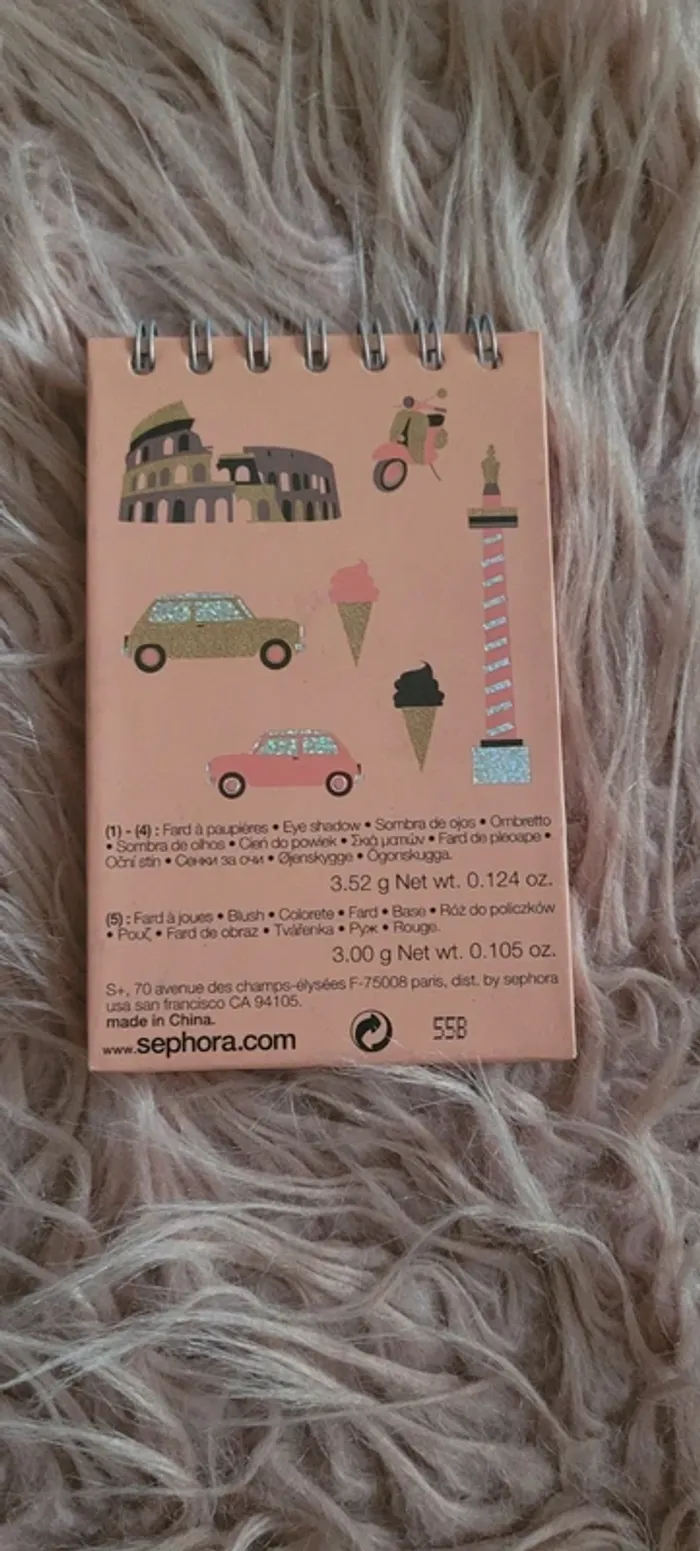 (1) - (4) : Fard à paupières • Eye shadow • Sombra de ojos • Ombretto
• Sombra de olhos • Cień do powiek • Σκιά ματιών • Fard de pleoape •
Oční stín • Сенки за очи • Øjenskygge • Ögonskugga.
3.52 g Net wt. 0.124 oz.
(5) : Fard à joues • Blush • Colorete • Fard • Base • Róż do policzków
• Ρουζ • Fard de obraz • Tvářenka • Руж • Rouge.
3.00 g Net wt. 0.105 oz.
S+, 70 avenue des champs-élysées F-75008 paris, dist. by sephora
usa san francisco CA 94105.
made in China.
www.sephora.com
55B